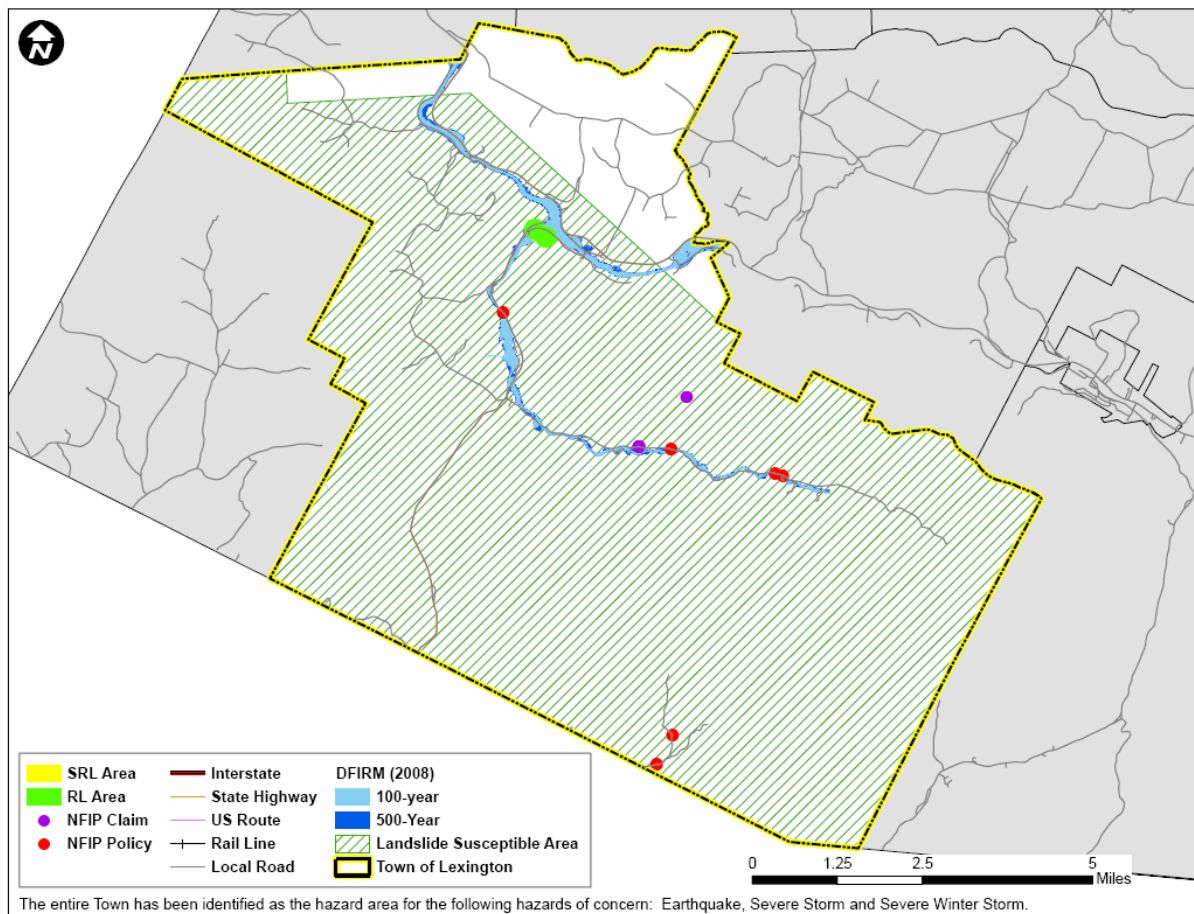 N
SRL Area
RL Area
NFIP Claim
NFIP Policy
Interstate
State Highway
US Route
Rail Line
Local Road
DFIRM (2008)
100-year
500-Year
Landslide Susceptible Area
Town of Lexington
0 1.25 2.5 5
Miles
The entire Town has been identified as the hazard area for the following hazards of concern: Earthquake, Severe Storm and Severe Winter Storm.